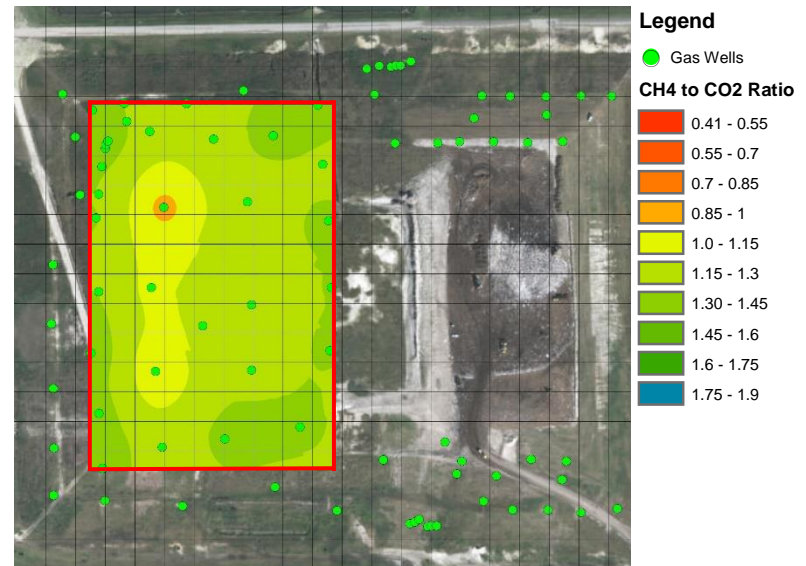 Legend
Gas Wells
CH4 to CO2 Ratio
0.41 - 0.55
0.55 - 0.7
0.7 - 0.85
0.85 - 1
1.0 - 1.15
1.15 - 1.3
1.30 - 1.45
1.45 - 1.6
1.6 - 1.75
1.75 - 1.9